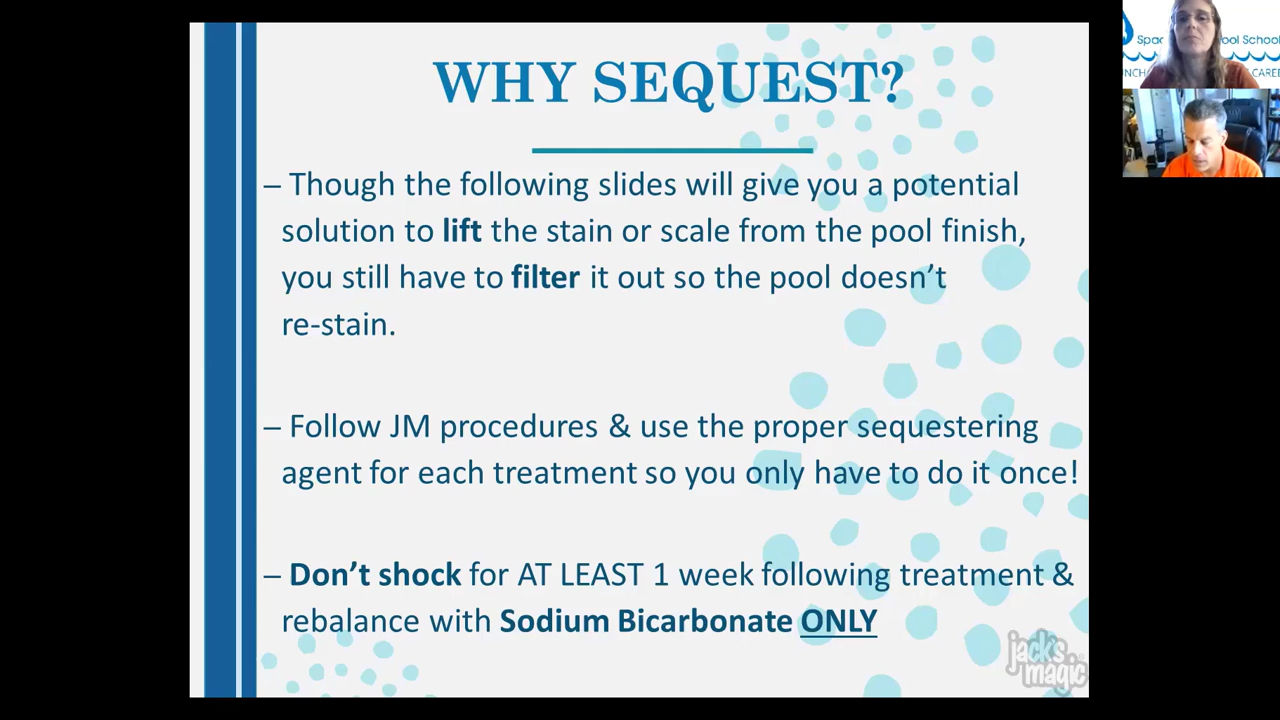 WHY SEQUEST?
– Though the following slides will give you a potential
solution to lift the stain or scale from the pool finish,
you still have to filter it out so the pool doesn’t
re-stain.
– Follow JM procedures & use the proper sequestering
agent for each treatment so you only have to do it once!
– Don’t shock for AT LEAST 1 week following treatment &
rebalance with Sodium Bicarbonate ONLY
jack's
magic
School